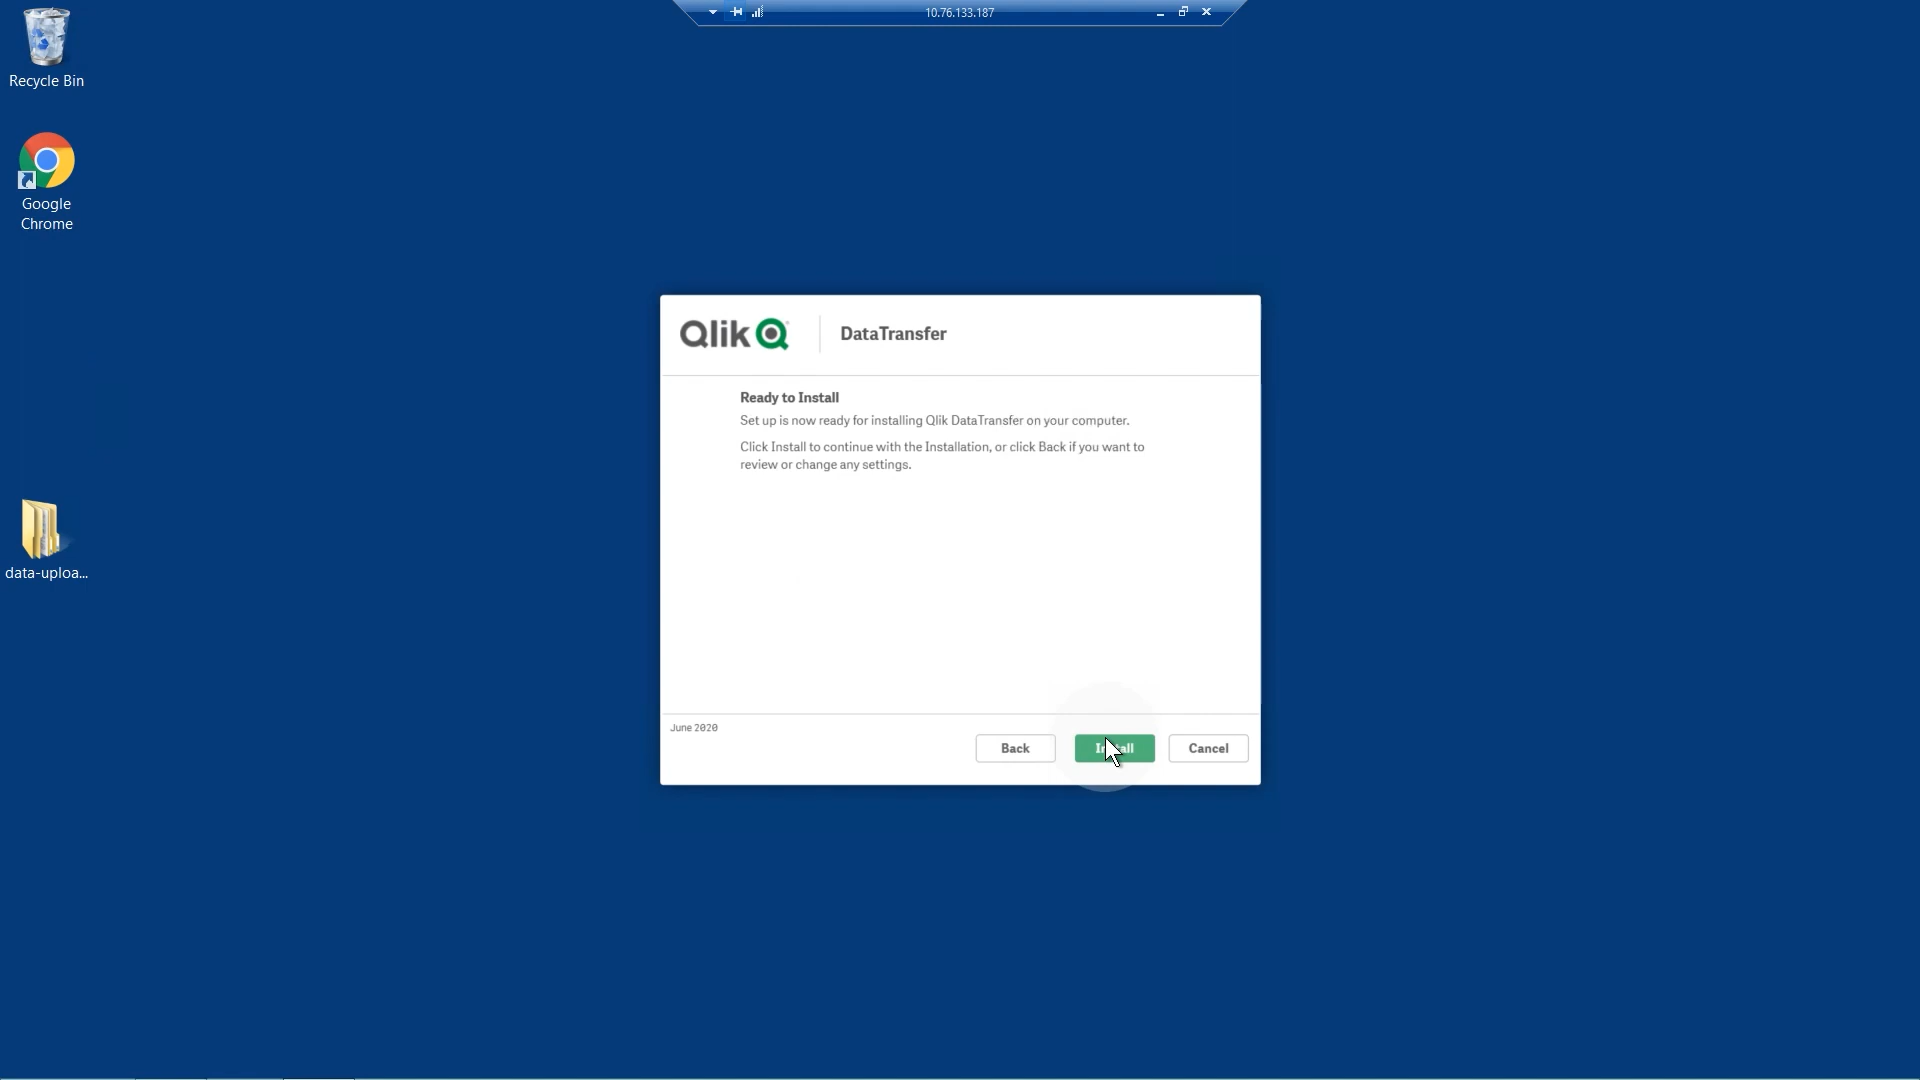 10.76.133.187
Recycle Bin
Google
Chrome
data-uploa...
Qlik
DataTransfer
Ready to Install
Set up is now ready for installing Qlik DataTransfer on your computer.
Click Install to continue with the Installation, or click Back if you want to
review or change any settings.
June 2020
Back
Install
Cancel